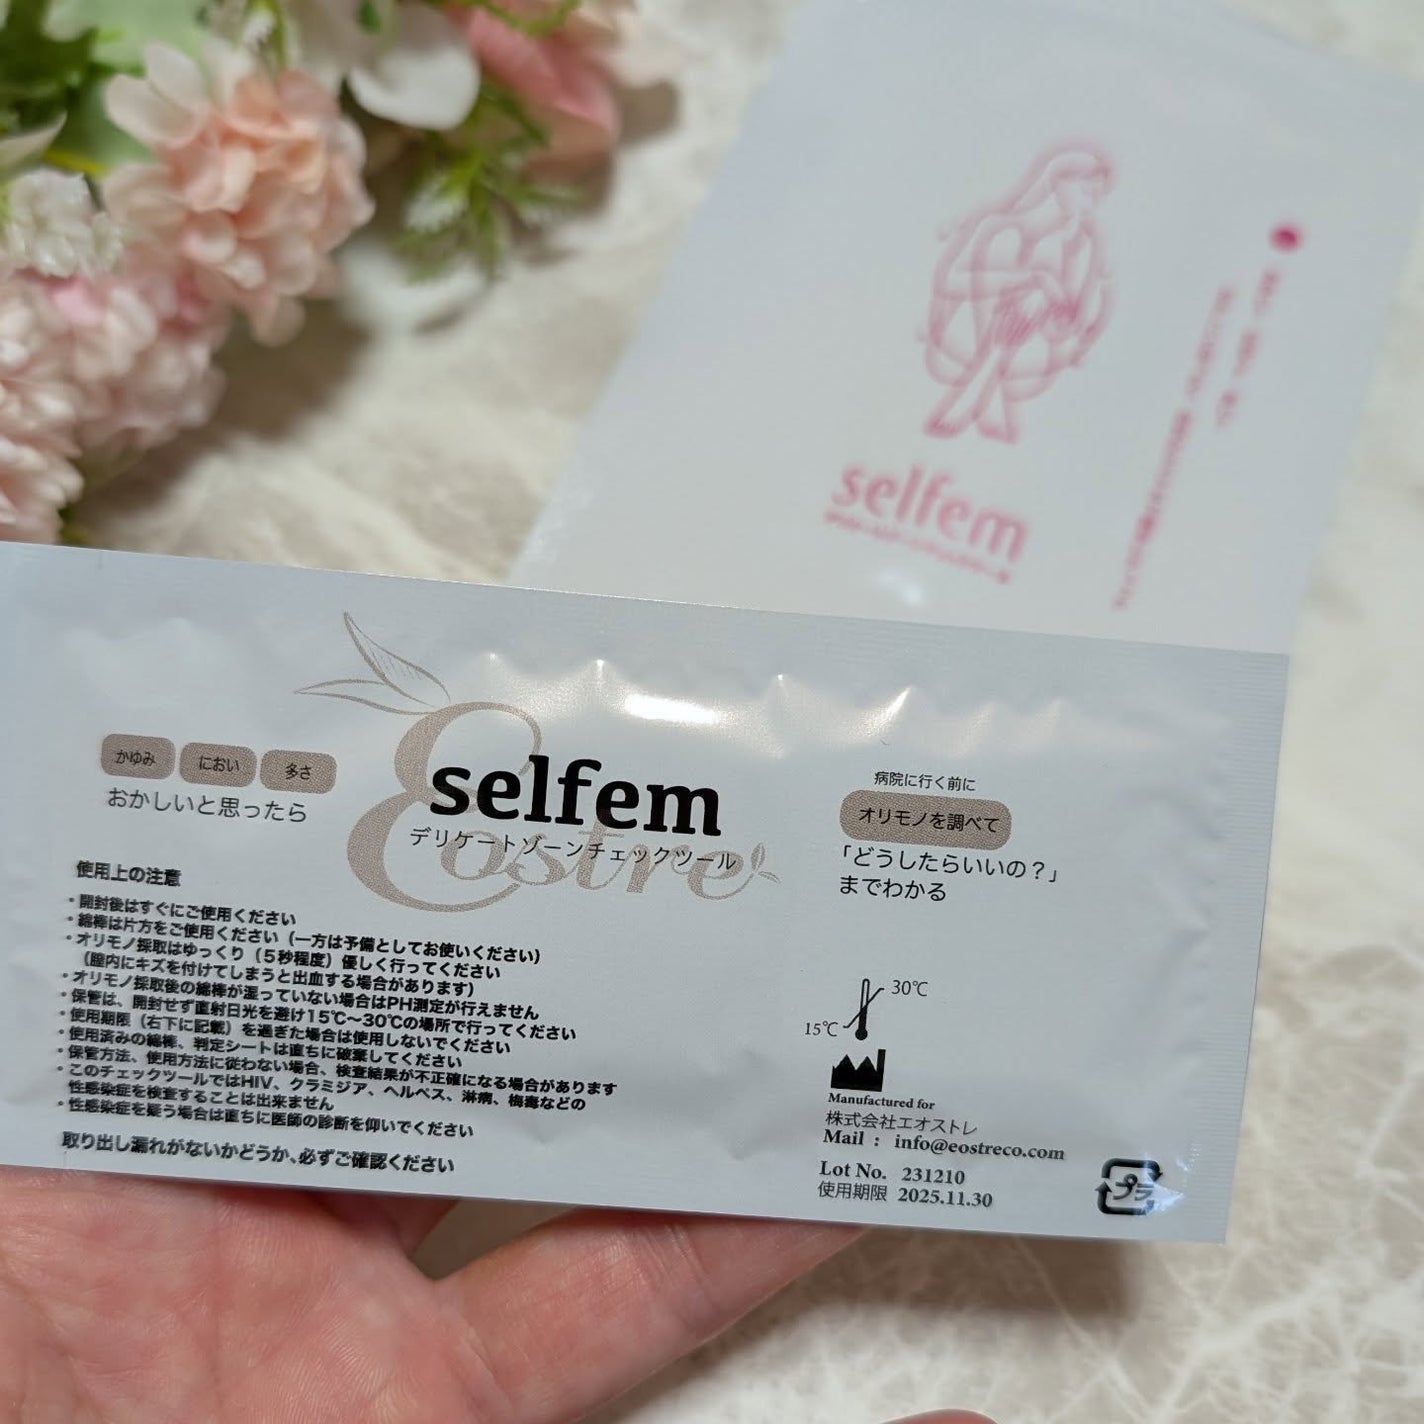 selfem
かゆみ におい 多さ
おかしいと思ったら
Eostre
selfem
デリケートゾーンチェックツール
病院に行く前に
オリモノを調べて
「どうしたらいいの？」
までわかる
使用上の注意
・開封後はすぐにご使用ください
・綿棒は片方をご使用ください（一方は予備としてお使いください）
・オリモノ採取はゆっくり（5秒程度）優しく行ってください
（膣内にキズを付けてしまうと出血する場合があります）
・オリモノ採取後の綿棒が湿っていない場合はPH測定が行えません
・保管は、開封せず直射日光を避け15℃～30℃の場所で行ってください
・使用期限（右下に記載）を過ぎた場合は使用しないでください
・使用済みの綿棒、判定シートは直ちに破棄してください
・保管方法、使用方法に従わない場合、検査結果が不正確になる場合があります
・このチェックツールではHIV、クラミジア、ヘルペス、淋病、梅毒などの
性感染症を検査することは出来ません
・性感染症を疑う場合は直ちに医師の診断を仰いでください
取り出し漏れがないかどうか、必ずご確認ください
30℃
15℃
Manufactured for
株式会社エオストレ
Mail : info@eostreco.com
Lot No. 231210
使用期限 2025.11.30
プラ